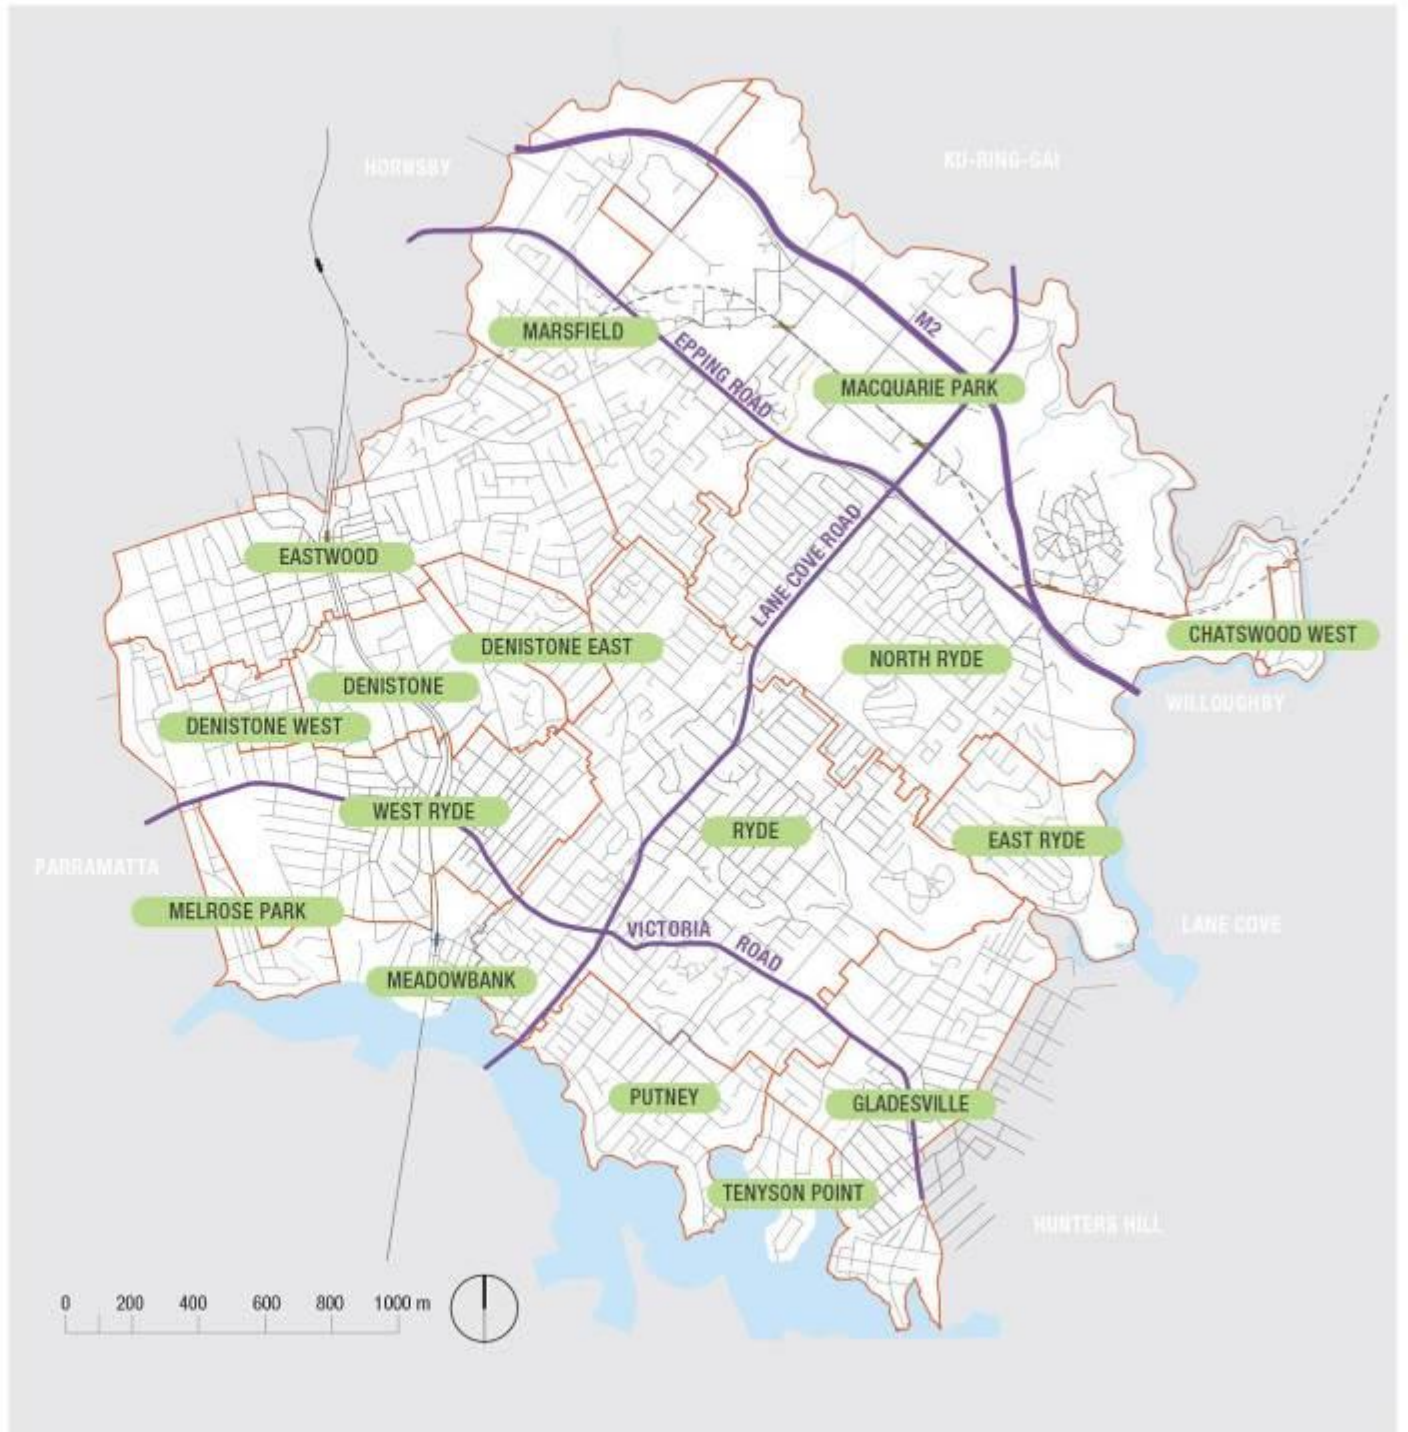 HORNSBY
KU-RING-GAI
M2
MARSFIELD
EPPING ROAD
MACQUARIE PARK
LANE COVE ROAD
EASTWOOD
CHATSWOOD WEST
DENISTONE EAST
NORTH RYDE
DENISTONE
WILLOUGHBY
DENISTONE WEST
WEST RYDE
RYDE
EAST RYDE
PARRAMATTA
MELROSE PARK
LANE COVE
VICTORIA ROAD
MEADOWBANK
PUTNEY
GLADESVILLE
TENYSON POINT
HUNTERS HILL
0 200 400 600 800 1000 m